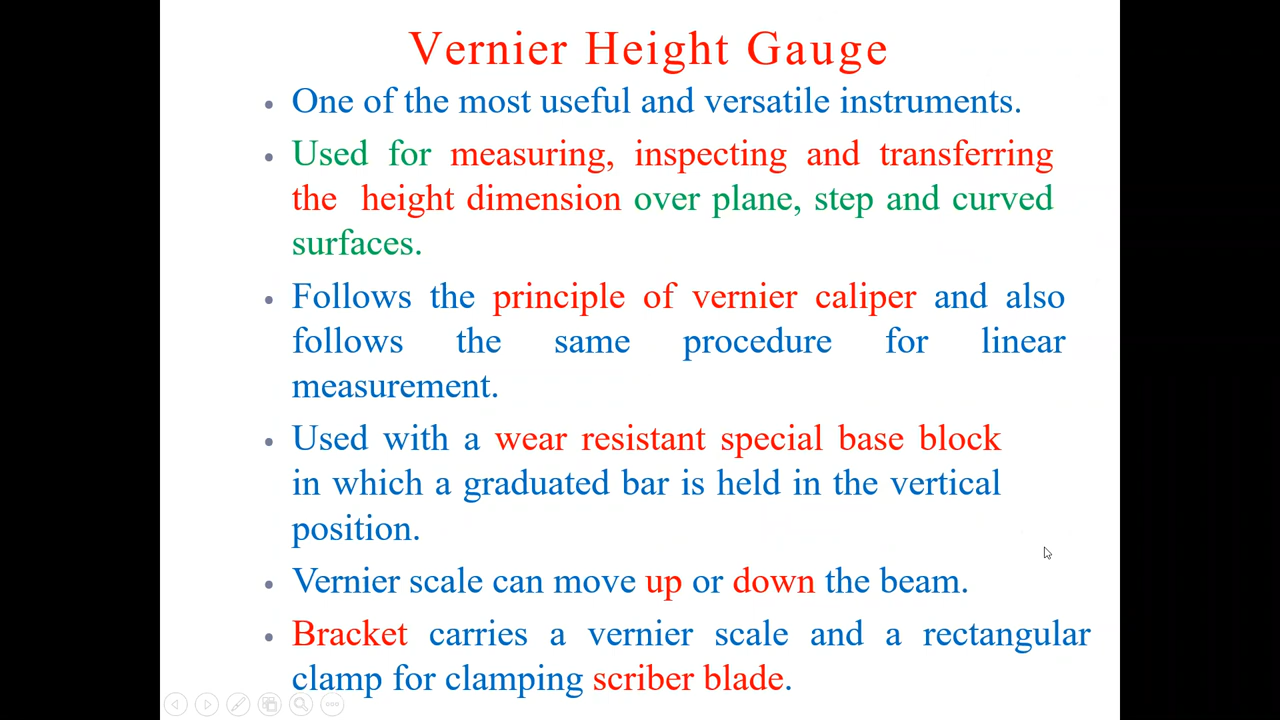 Vernier Height Gauge
• One of the most useful and versatile instruments.
• Used for measuring, inspecting and transferring
the height dimension over plane, step and curved
surfaces.
• Follows the principle of vernier caliper and also
follows the same procedure for linear
measurement.
• Used with a wear resistant special base block
in which a graduated bar is held in the vertical
position.
• Vernier scale can move up or down the beam.
• Bracket carries a vernier scale and a rectangular
clamp for clamping scriber blade.